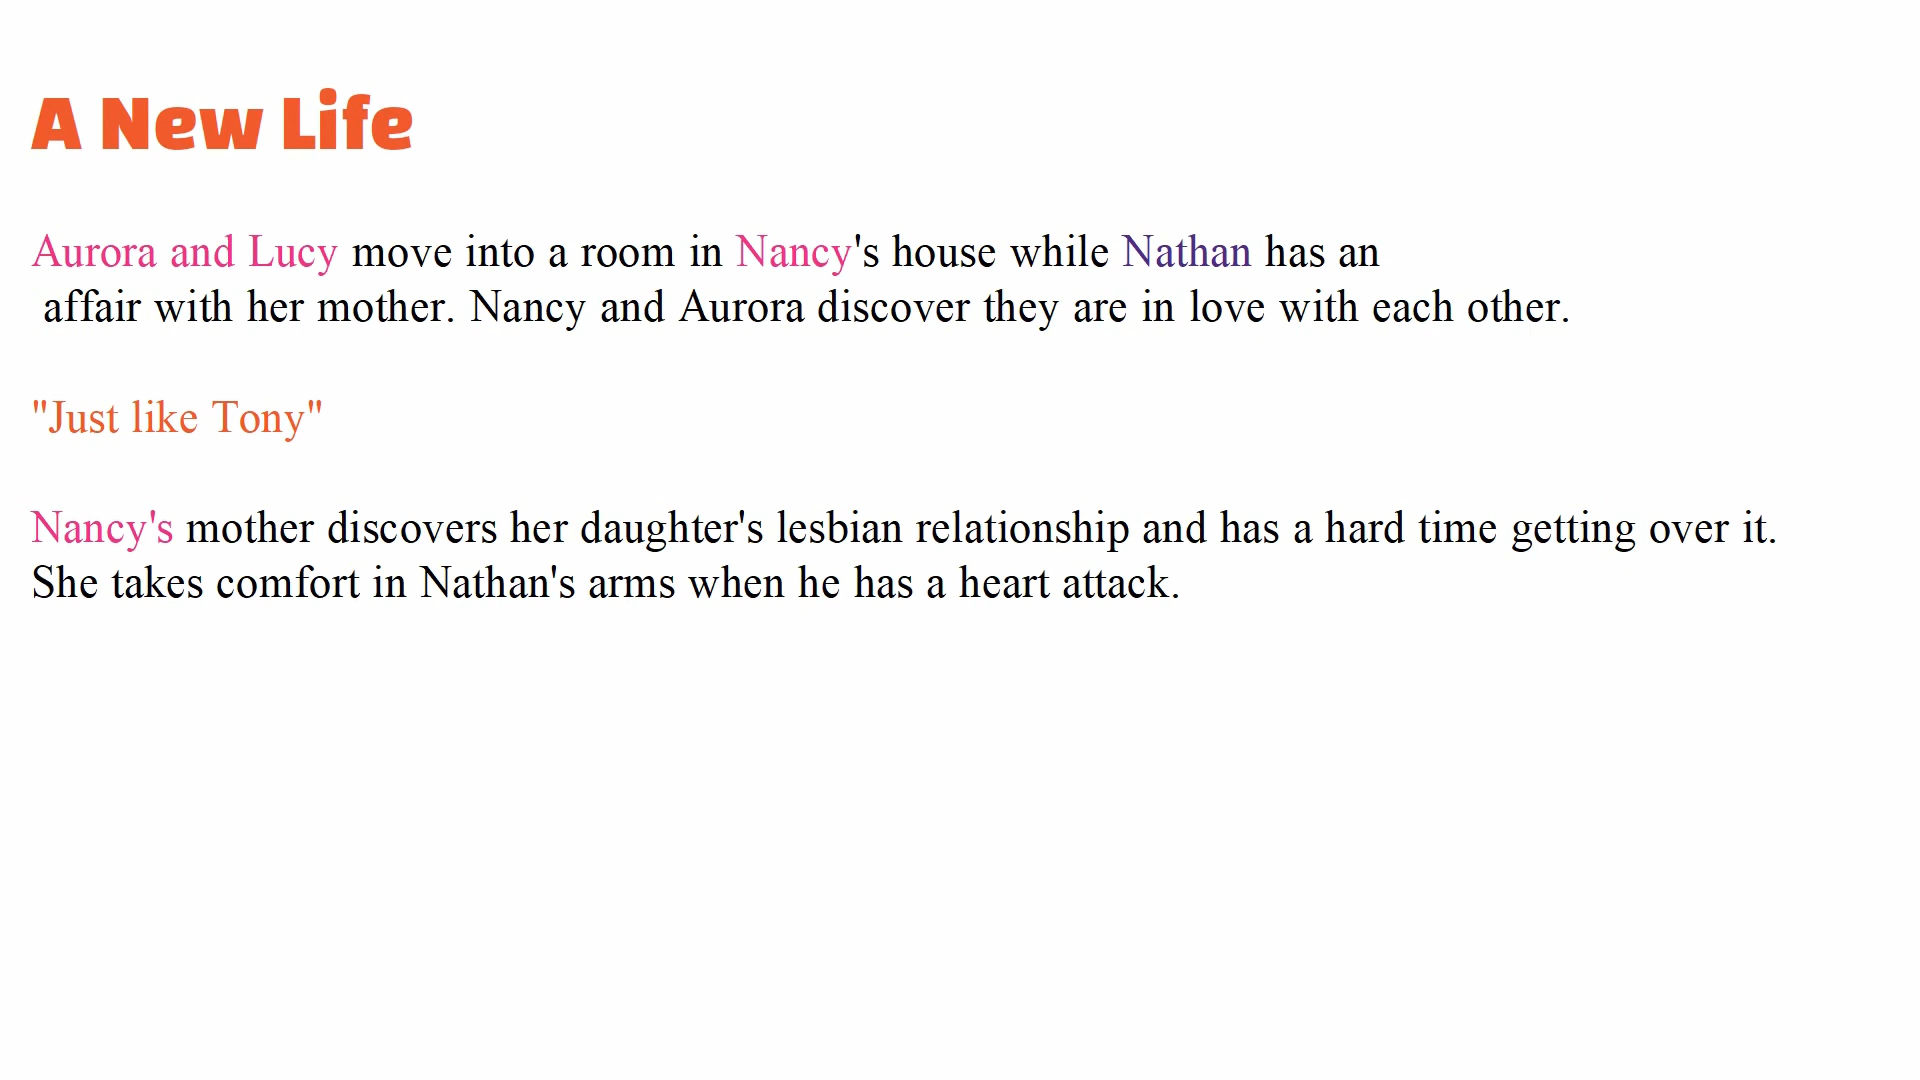 A New Life
Aurora and Lucy move into a room in Nancy's house while Nathan has an
affair with her mother. Nancy and Aurora discover they are in love with each other.
"Just like Tony"
Nancy's mother discovers her daughter's lesbian relationship and has a hard time getting over it.
She takes comfort in Nathan's arms when he has a heart attack.